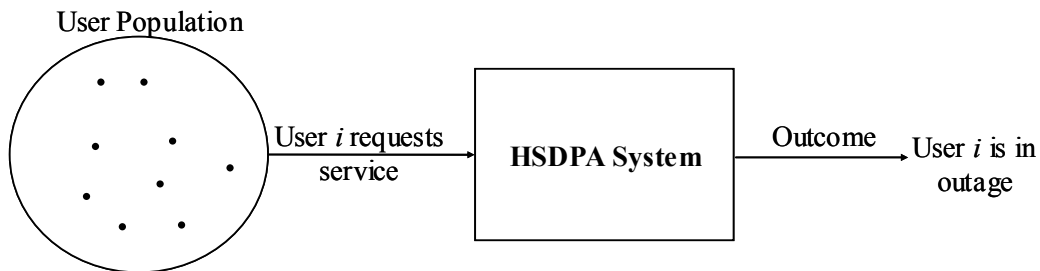 User Population
User i requests
service
HSDPA System
Outcome
User i is in
outage